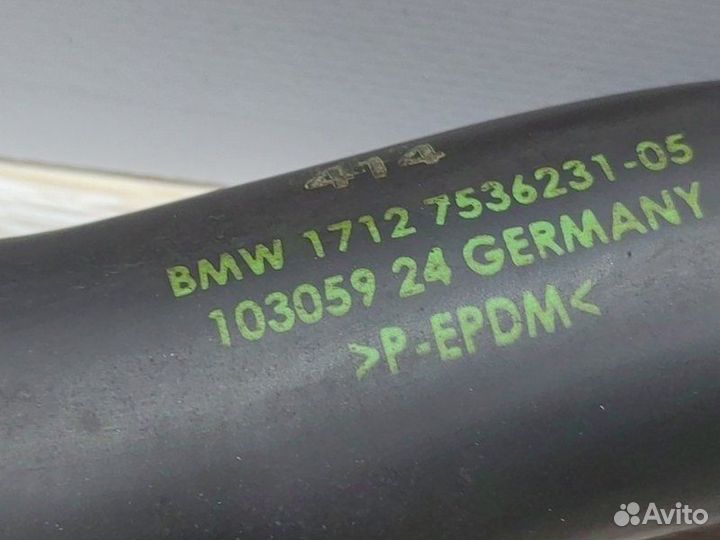 414
BMW 1712 7536231-05
103059 24 GERMANY
>P-EPDM<
Avito